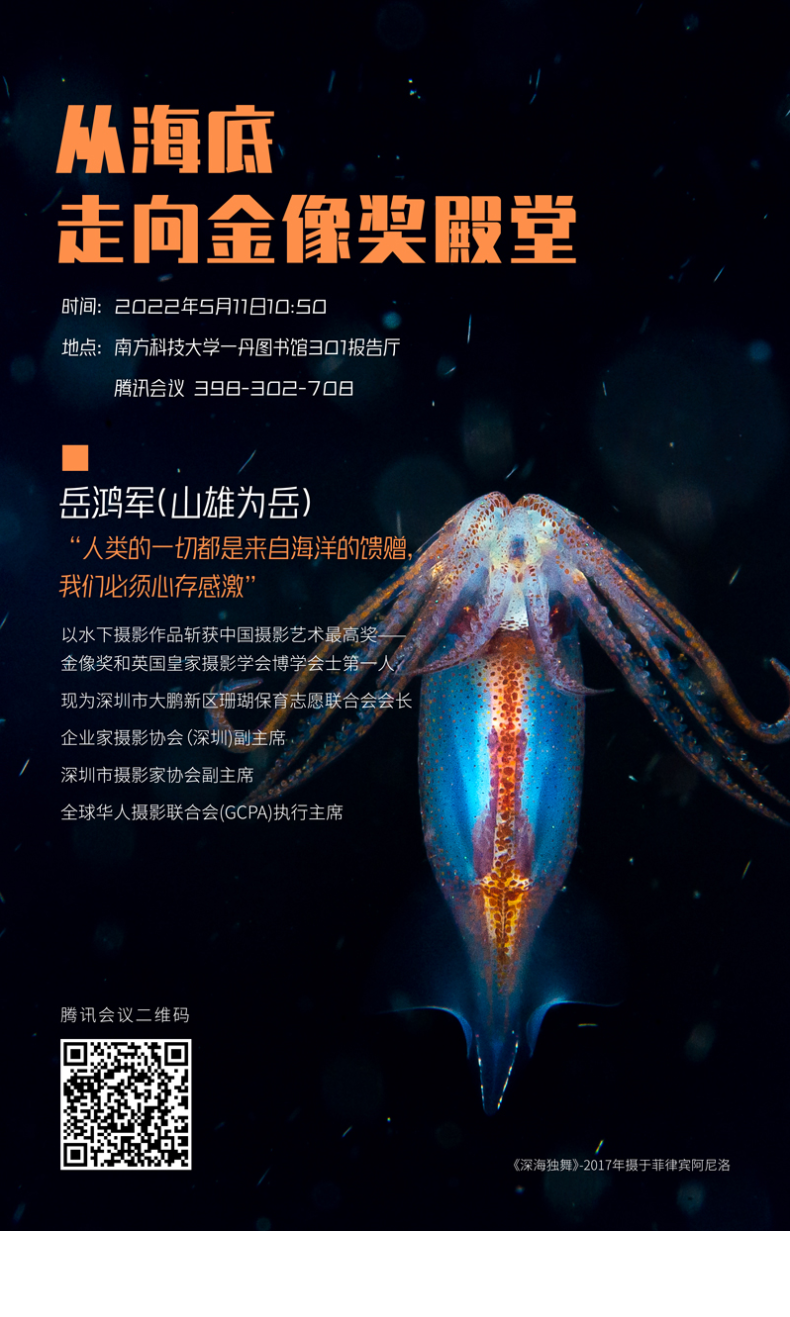 从海底
走向金像奖殿堂
时间: 2022年5月11日10:50
地点: 南方科技大学一丹图书馆301报告厅
腾讯会议 398-302-708
岳鸿军(山雄为岳)
“人类的一切都是来自海洋的馈赠,
我们必须心存感激”
以水下摄影作品斩获中国摄影艺术最高奖——
金像奖和英国皇家摄影学会博学会士第一人;
现为深圳市大鹏新区珊瑚保育志愿联合会会长
企业家摄影协会(深圳)副主席
深圳市摄影家协会副主席
全球华人摄影联合会(GCPA)执行主席
腾讯会议二维码
《深海独舞》-2017年摄于菲律宾阿尼洛